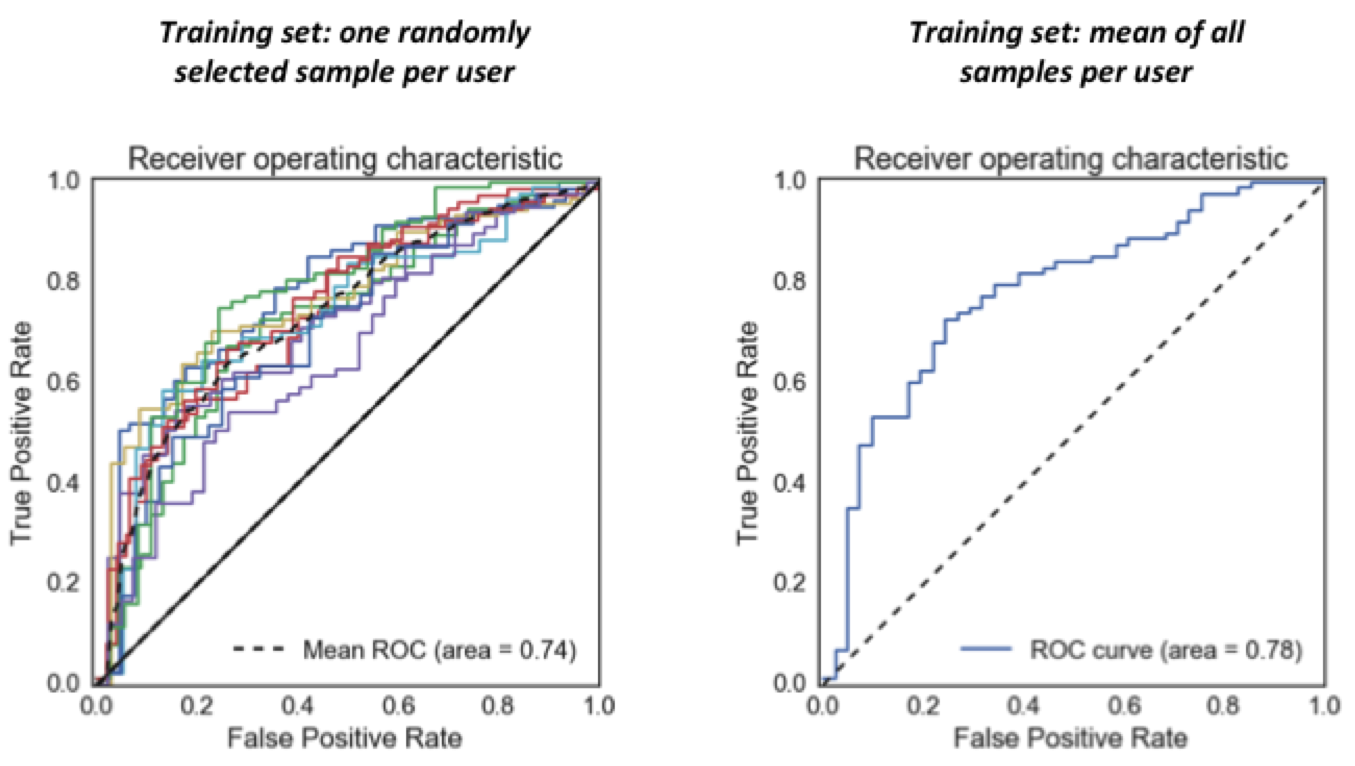 Training set: one randomly
selected sample per user
Receiver operating characteristic
True Positive Rate
1.0
0.8
0.6
0.4
0.2
0.0
Mean ROC (area = 0.74)
0.0 0.2 0.4 0.6 0.8 1.0
False Positive Rate
Training set: mean of all
samples per user
Receiver operating characteristic
True Positive Rate
1.0
0.8
0.6
0.4
0.2
0.0
ROC curve (area = 0.78)
0.0 0.2 0.4 0.6 0.8 1.0
False Positive Rate